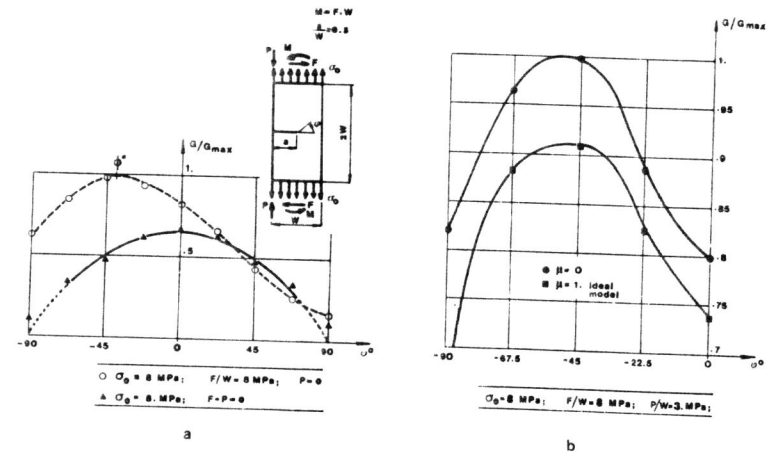 M = F·W
a/W = 0.5
P M F σ₀
a
2W
P F M σ₀
W
G/Gmax
1.
.5
-90 -45 0 45 90 φ°
○ σ₀ = 8 MPa; F/W = 8 MPa; P=0
▲ σ₀ = 8. MPa; F=P=0
a
G/Gmax
1.
.95
.9
.85
.8
.75
.7
μ= 0
μ= 1. ideal
model
-90 -67.5 -45 -22.5 0 φ°
σ₀=8 MPa; F/W=8 MPa; P/W=3. MPa;
b